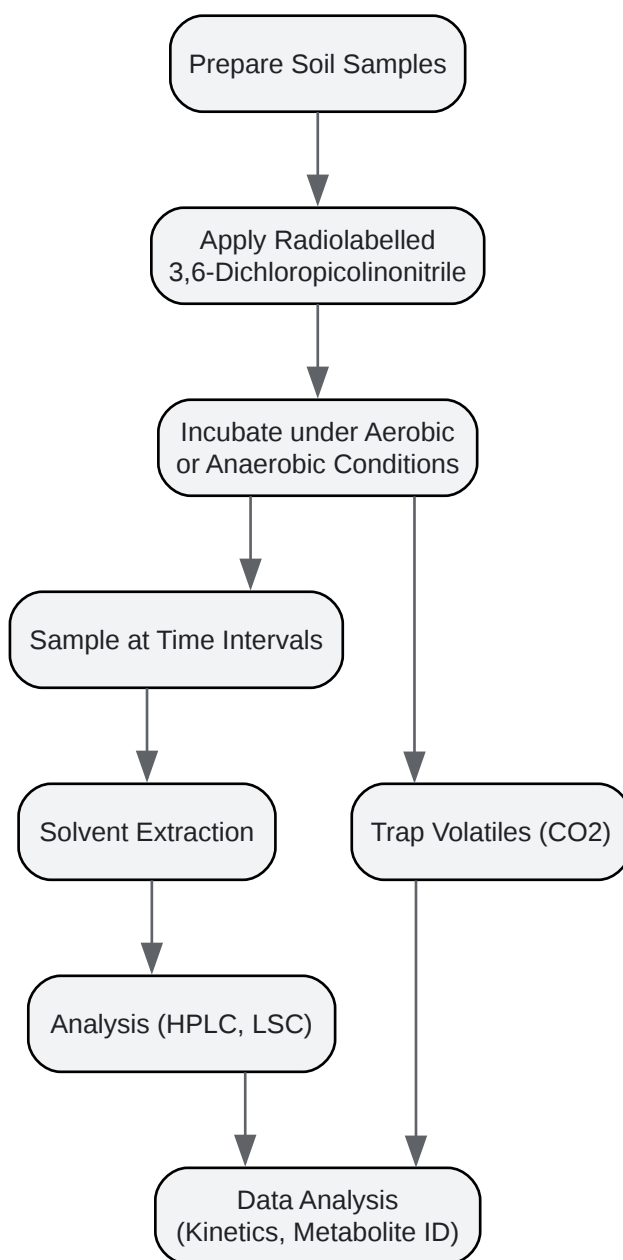 Prepare Soil Samples
Apply Radiolabelled
3,6-Dichloropicolinonitrile
Incubate under Aerobic
or Anaerobic Conditions
Sample at Time Intervals
Solvent Extraction
Trap Volatiles (CO2)
Analysis (HPLC, LSC)
Data Analysis
(Kinetics, Metabolite ID)